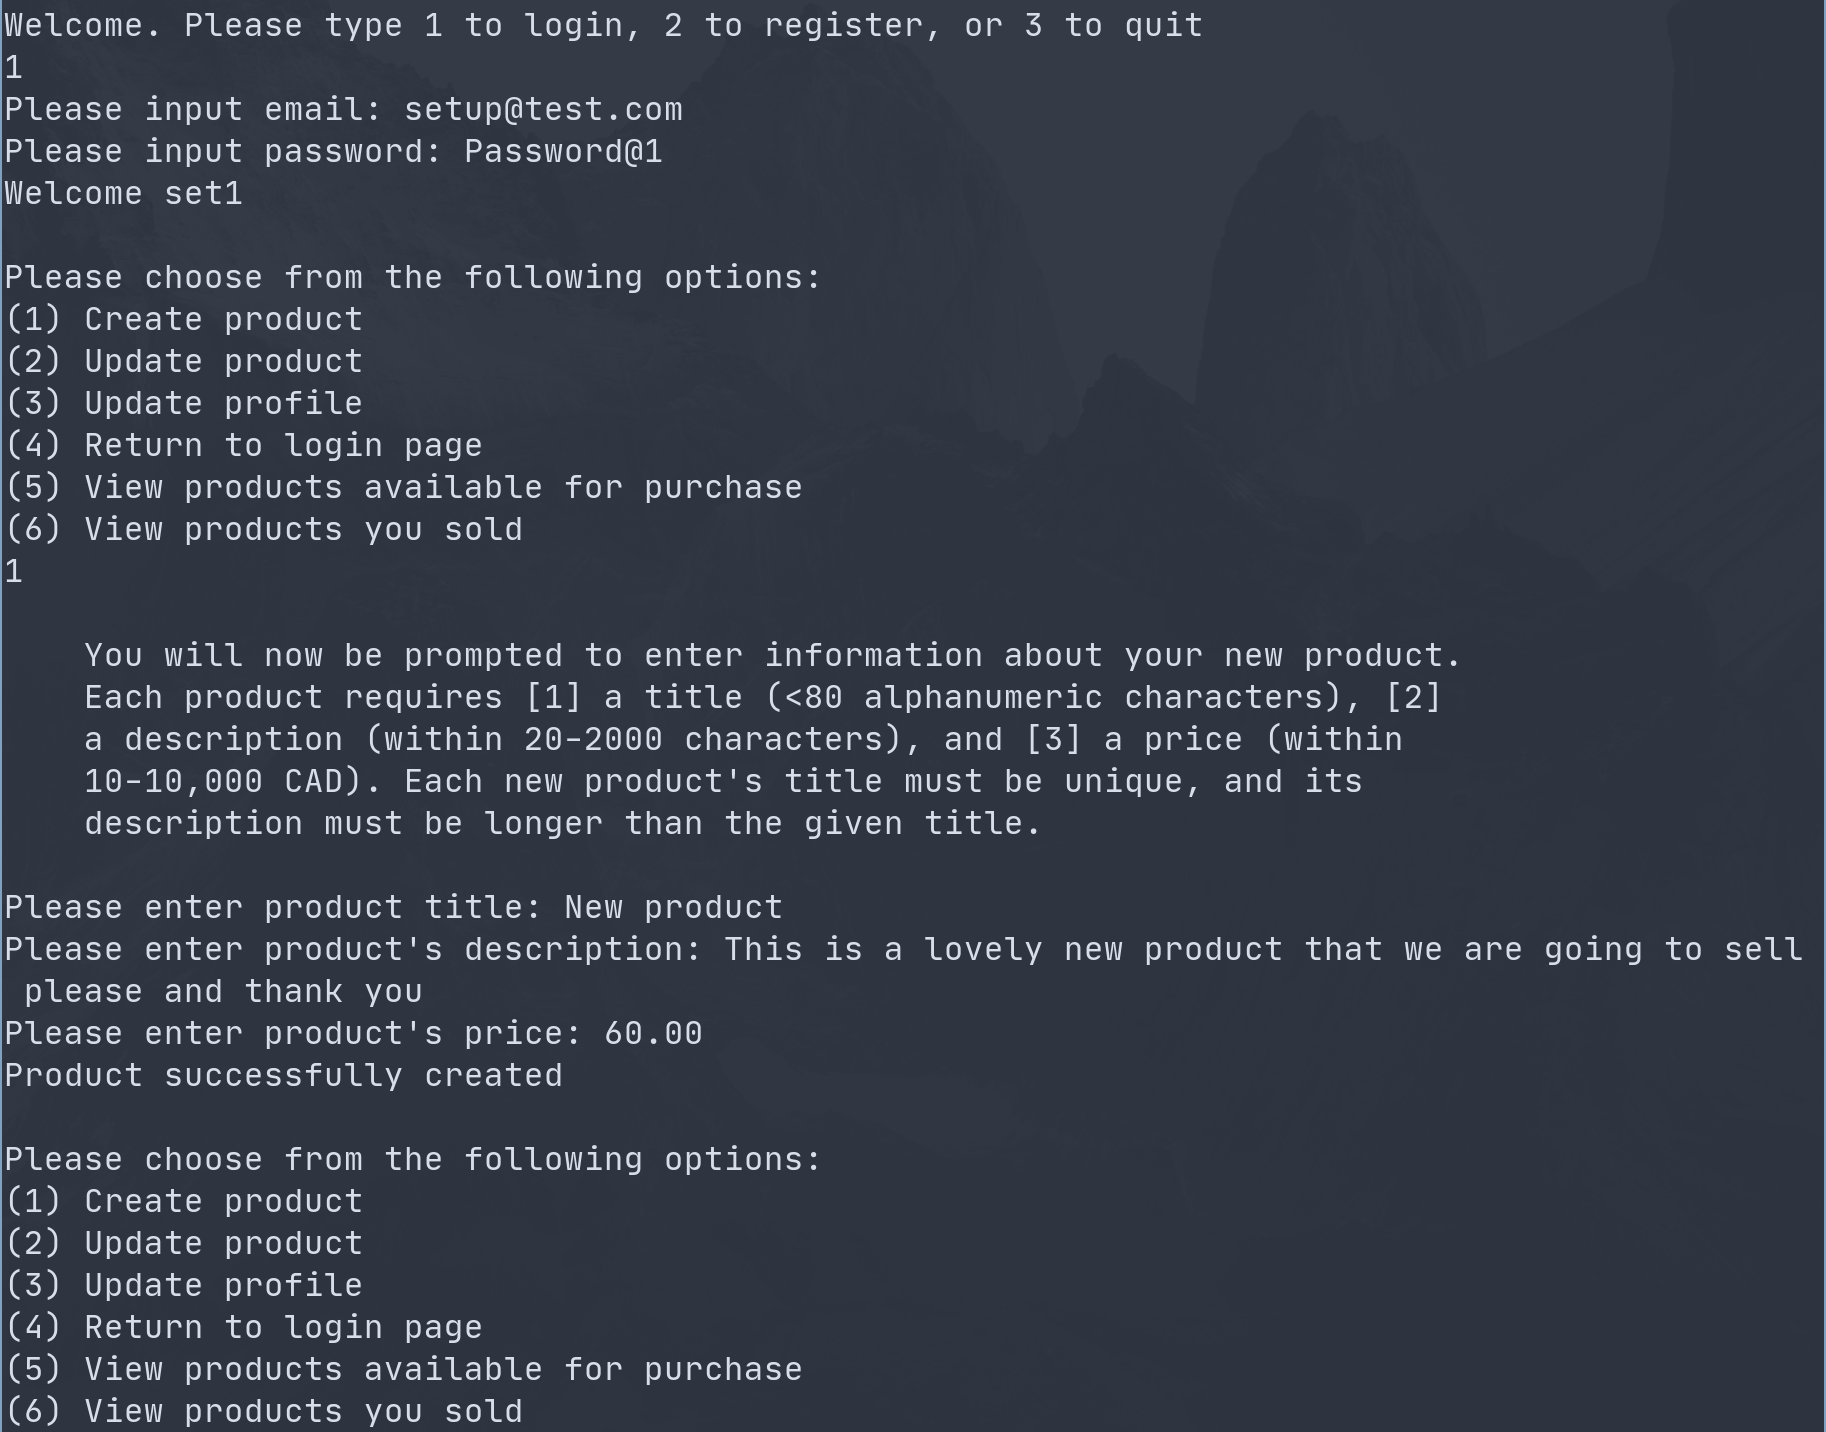 Welcome. Please type 1 to login, 2 to register, or 3 to quit
1
Please input email: setup@test.com
Please input password: Password@1
Welcome set1
Please choose from the following options:
(1) Create product
(2) Update product
(3) Update profile
(4) Return to login page
(5) View products available for purchase
(6) View products you sold
1
You will now be prompted to enter information about your new product.
Each product requires [1] a title (<80 alphanumeric characters), [2]
a description (within 20-2000 characters), and [3] a price (within
10-10,000 CAD). Each new product's title must be unique, and its
description must be longer than the given title.
Please enter product title: New product
Please enter product's description: This is a lovely new product that we are going to sell
please and thank you
Please enter product's price: 60.00
Product successfully created
Please choose from the following options:
(1) Create product
(2) Update product
(3) Update profile
(4) Return to login page
(5) View products available for purchase
(6) View products you sold